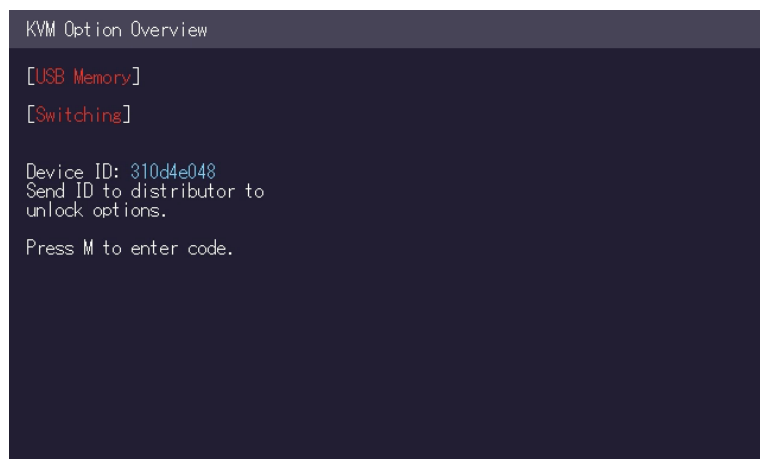 KVM Option Overview
[USB Memory]
[Switching]
Device ID: 310d4e048
Send ID to distributor to
unlock options.
Press M to enter code.